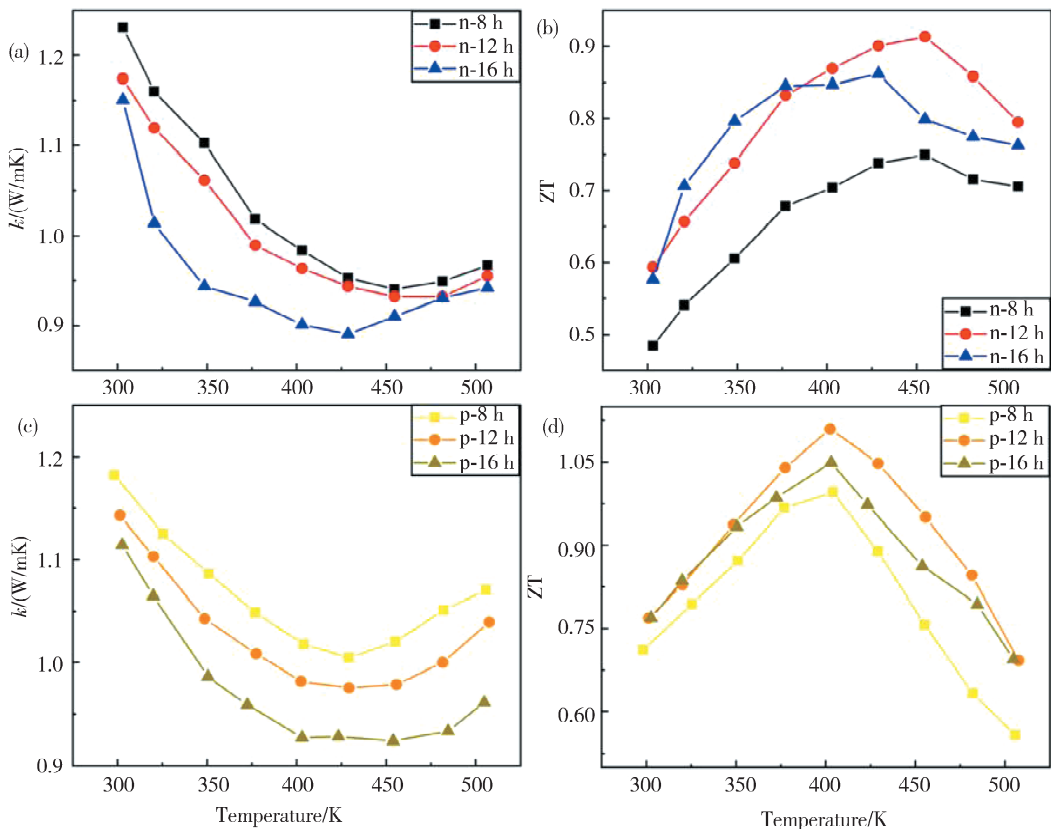 (a)
n-8 h
n-12 h
n-16 h
k/(W/mK)
1.2
1.1
1.0
0.9
300 350 400 450 500
(b)
ZT
0.9
0.8
0.7
0.6
0.5
n-8 h
n-12 h
n-16 h
300 350 400 450 500
(c)
p-8 h
p-12 h
p-16 h
k/(W/mK)
1.2
1.1
1.0
0.9
300 350 400 450 500
Temperature/K
(d)
p-8 h
p-12 h
p-16 h
ZT
1.05
0.90
0.75
0.60
300 350 400 450 500
Temperature/K